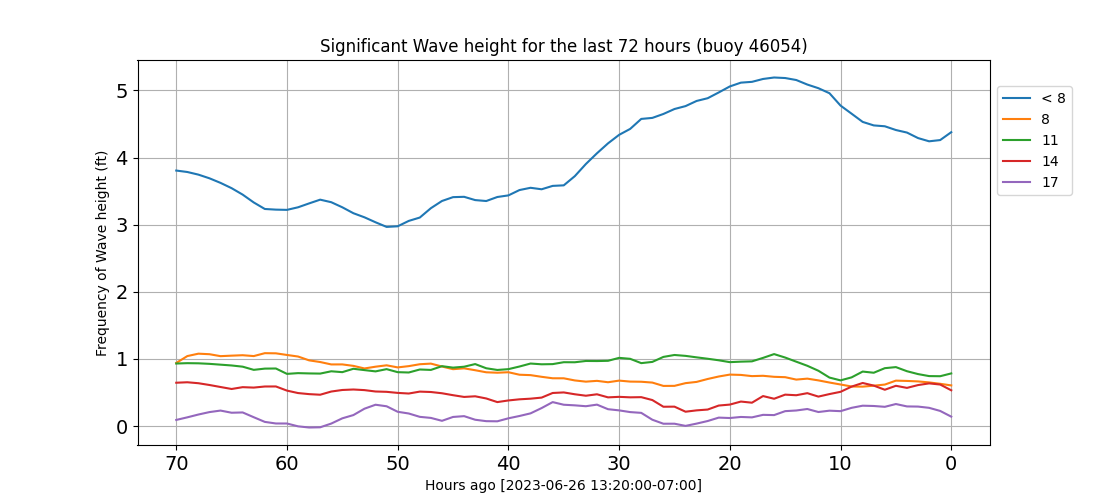 Significant Wave height for the last 72 hours (buoy 46054)
Frequency of Wave height (ft)
5
4
3
2
1
0
70 60 50 40 30 20 10 0
Hours ago [2023-06-26 13:20:00-07:00]
< 8
8
11
14
17